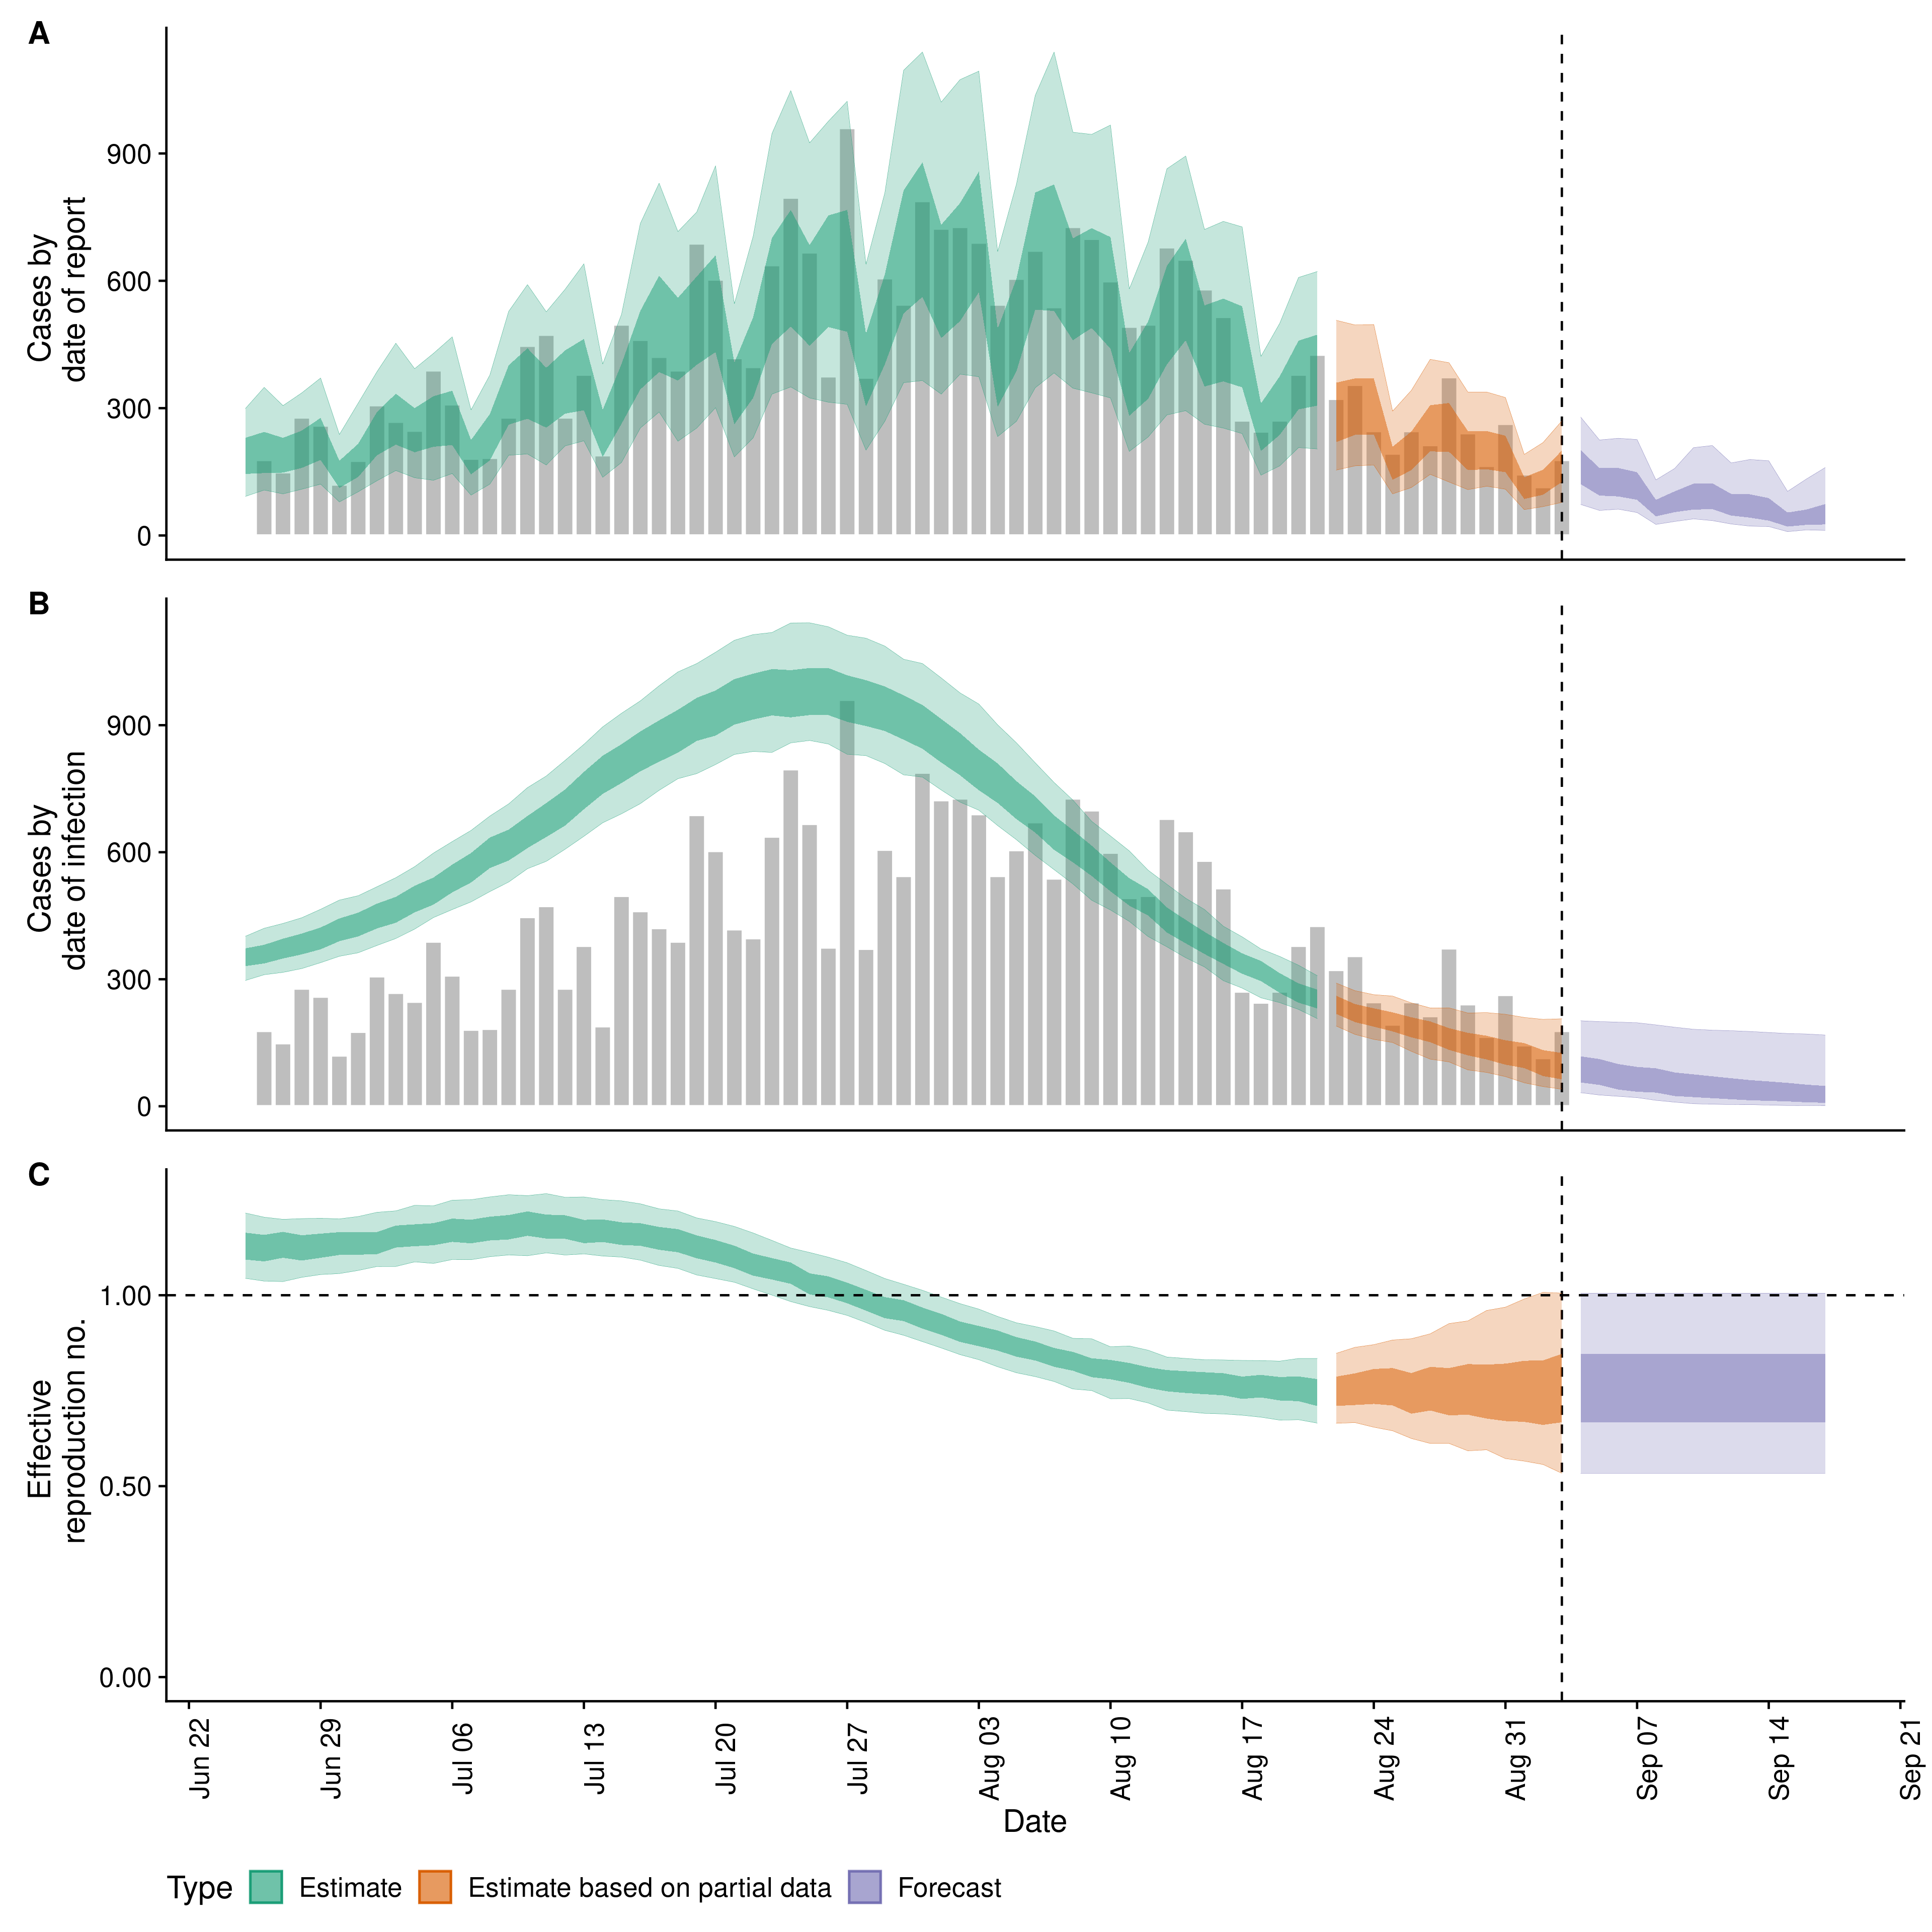 A
Cases by
date of report
900
600
300
0
B
Cases by
date of infection
900
600
300
0
C
Effective
reproduction no.
1.00
0.50
0.00
Jun 22
Jun 29
Jul 06
Jul 13
Jul 20
Jul 27
Aug 03
Aug 10
Aug 17
Aug 24
Aug 31
Sep 07
Sep 14
Sep 21
Date
Type Estimate Estimate based on partial data Forecast